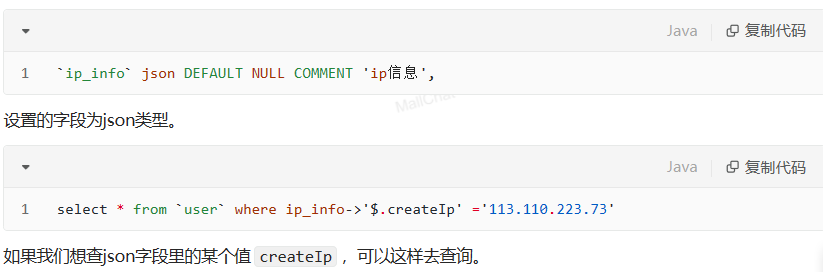 Java 复制代码
1 `ip_info` json DEFAULT NULL COMMENT 'ip信息',
设置的字段为json类型。
Java 复制代码
1 select * from `user` where ip_info->'$.createIp' ='113.110.223.73'
如果我们想查json字段里的某个值 createIp ，可以这样去查询。